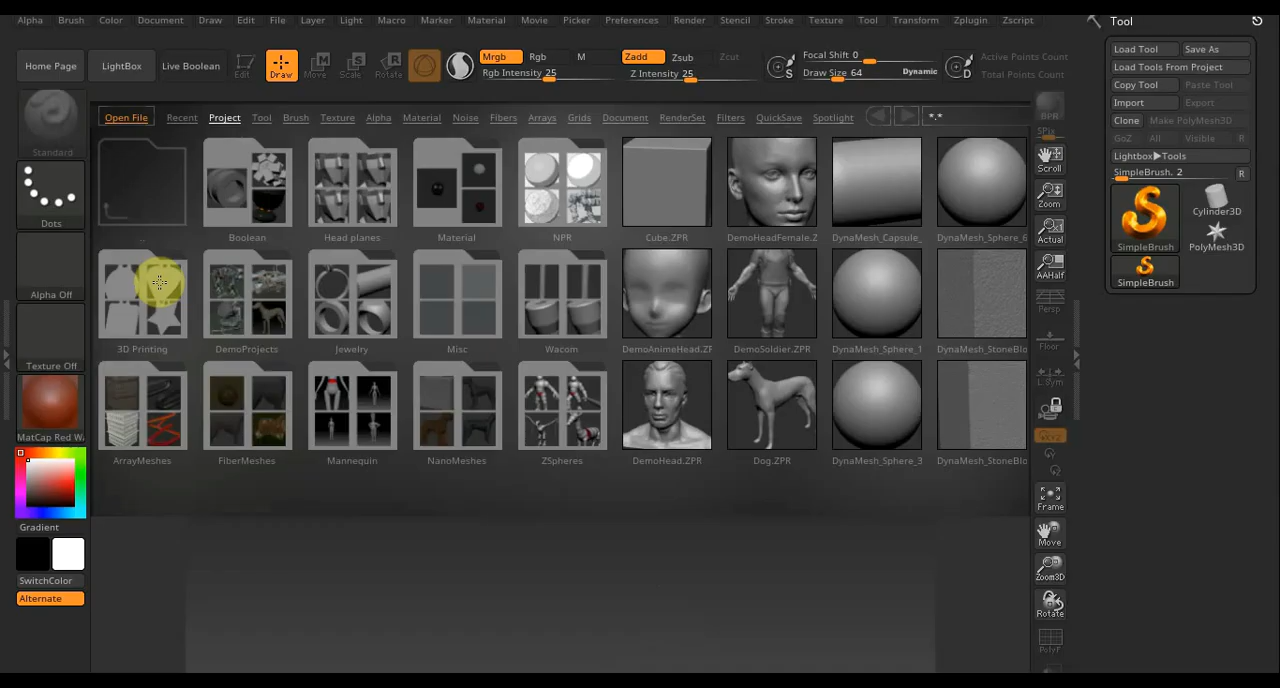 Alpha Brush Color Document Draw Edit File Layer Light Macro Marker Material Movie Picker Preferences Render Stencil Stroke Texture Tool Transform Zplugin Zscript
Tool
Home Page LightBox Live Boolean Edit Draw Move Scale Rotate
Mrgb Rgb M Zadd Zsub Zcut
Rgb Intensity 25 Z Intensity 25
Focal Shift 0
Draw Size 64 Dynamic
S
D
Active Points Count
Total Points Count
Load Tool Save As
Load Tools From Project
Copy Tool Paste Tool
Import Export
Clone Make PolyMesh3D
GoZ All Visible R
Lightbox▶Tools
SimpleBrush. 2 R
SimpleBrush
Cylinder3D
PolyMesh3D
SimpleBrush
Open File Recent Project Tool Brush Texture Alpha Material Noise Fibers Arrays Grids Document RenderSet Filters QuickSave Spotlight *.*
.. Boolean Head planes Material NPR Cube.ZPR DemoHeadFemale.Z DynaMesh_Capsule_ DynaMesh_Sphere_6
3D Printing DemoProjects Jewelry Misc Wacom DemoAnimeHead.ZP DemoSoldier.ZPR DynaMesh_Sphere_1 DynaMesh_StoneBlo
ArrayMeshes FiberMeshes Mannequin NanoMeshes ZSpheres DemoHead.ZPR Dog.ZPR DynaMesh_Sphere_3 DynaMesh_StoneBlo
Standard
Dots
Alpha Off
Texture Off
MatCap Red W
Gradient
SwitchColor
Alternate
BPR
SPix
Scroll
Zoom
Actual
AAHalf
Persp
Floor
L.Sym
Frame
Move
Zoom3D
Rotate
PolyF